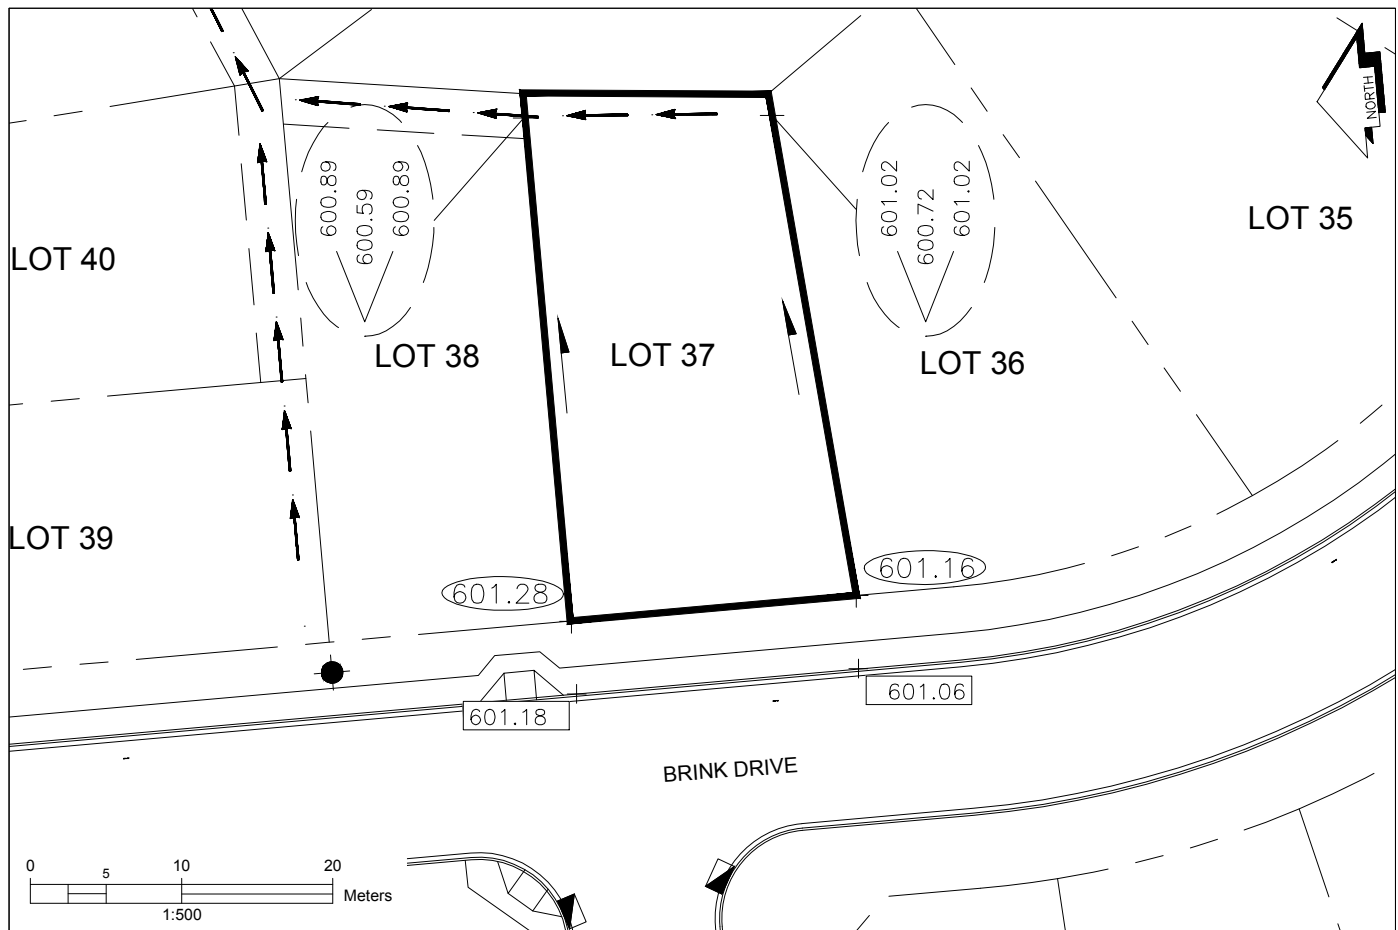 NORTH
600.89
600.59
600.89
601.02
600.72
601.02
LOT 35
LOT 40
LOT 38
LOT 37
LOT 36
LOT 39
601.28
601.16
601.18
601.06
BRINK DRIVE
0 5 10 20
Meters
1:500